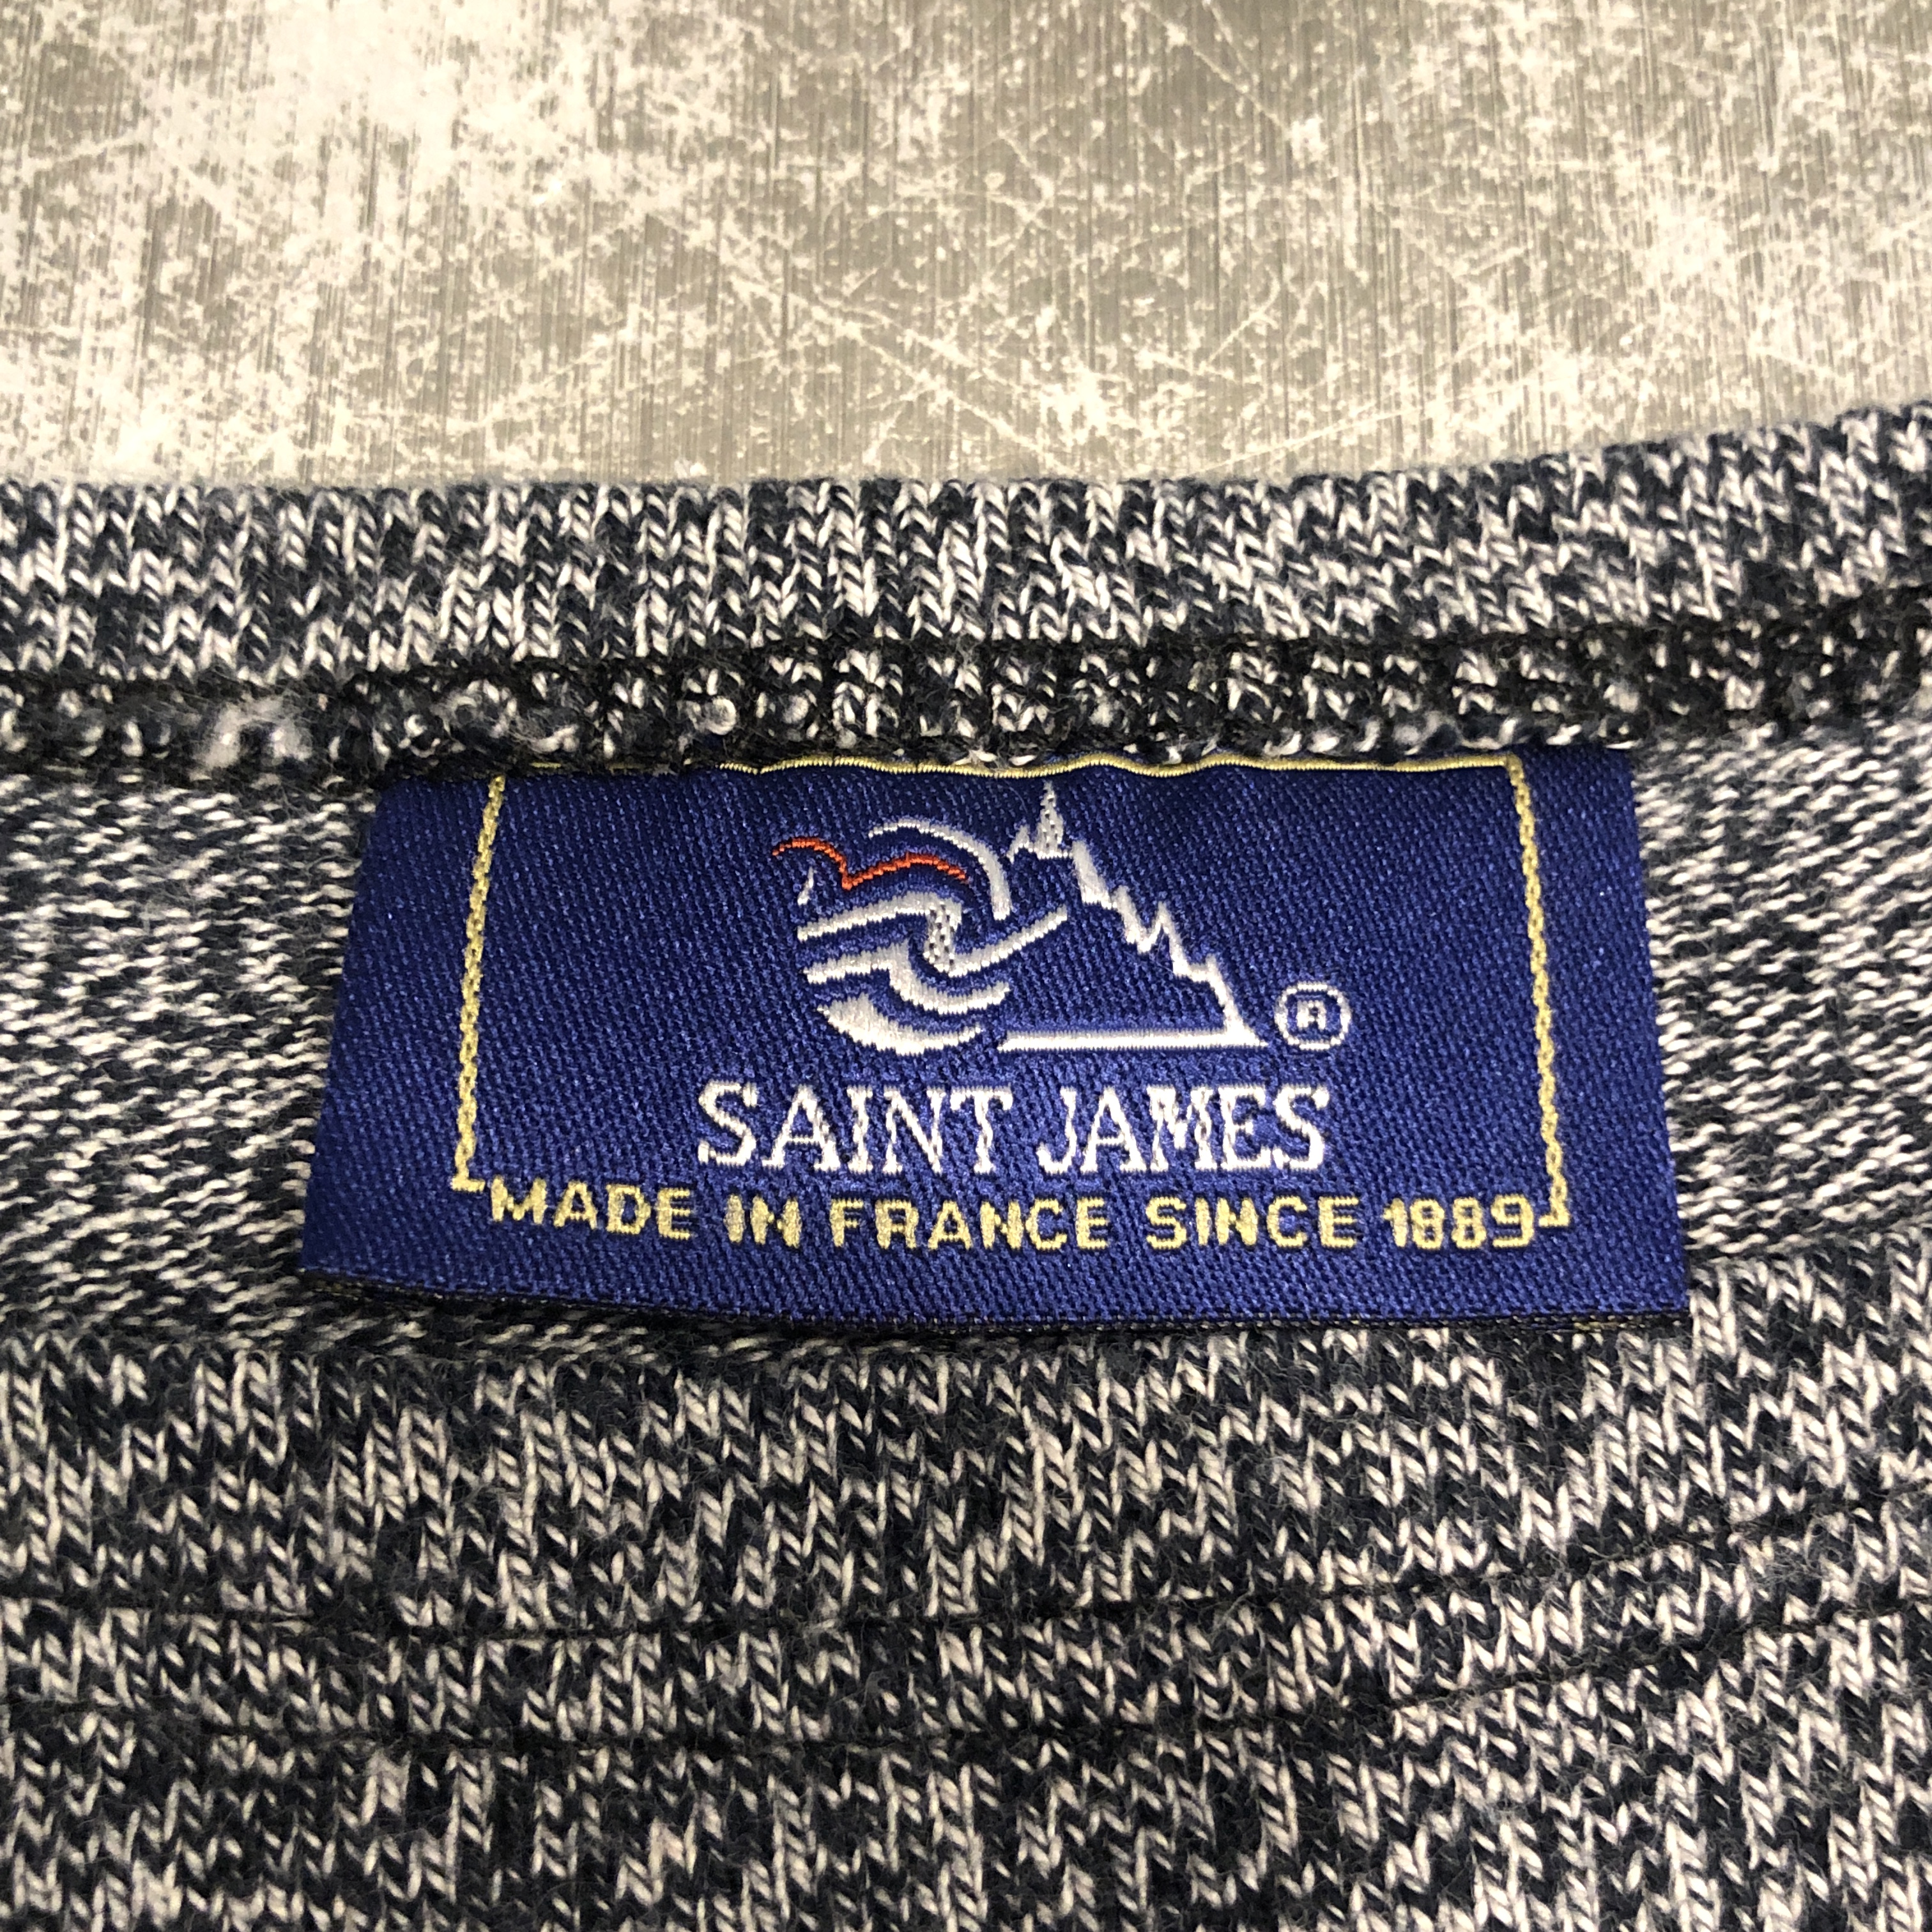 ®
SAINT JAMES
MADE IN FRANCE SINCE 1889